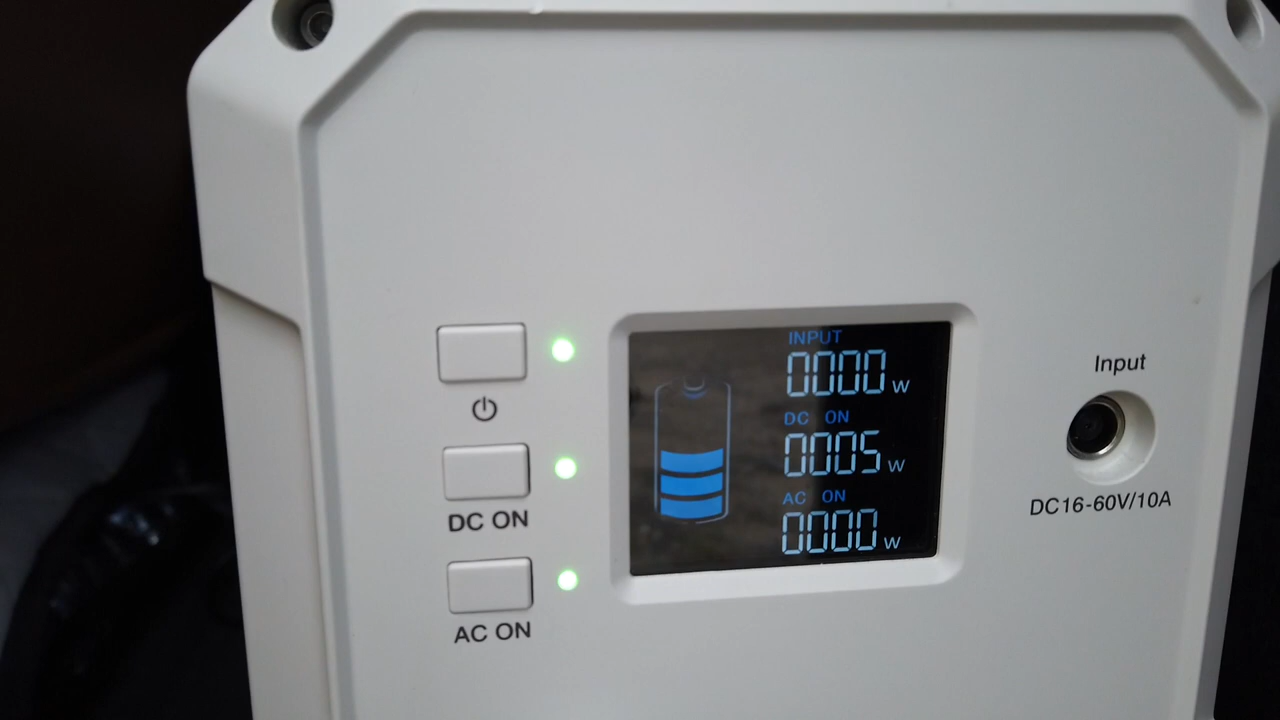 DC ON
AC ON
INPUT
0000 W
DC ON
0005 W
AC ON
0000 W
Input
DC16-60V/10A